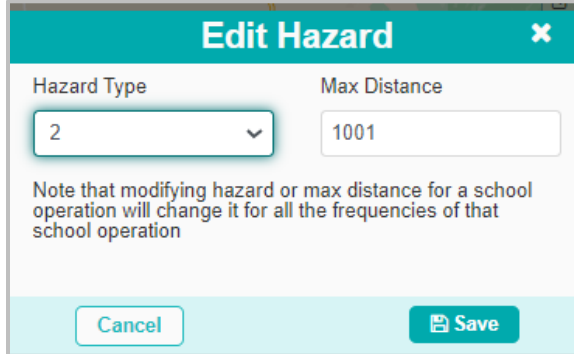 Edit Hazard
Hazard Type Max Distance
2 1001
Note that modifying hazard or max distance for a school
operation will change it for all the frequencies of that
school operation
Cancel Save